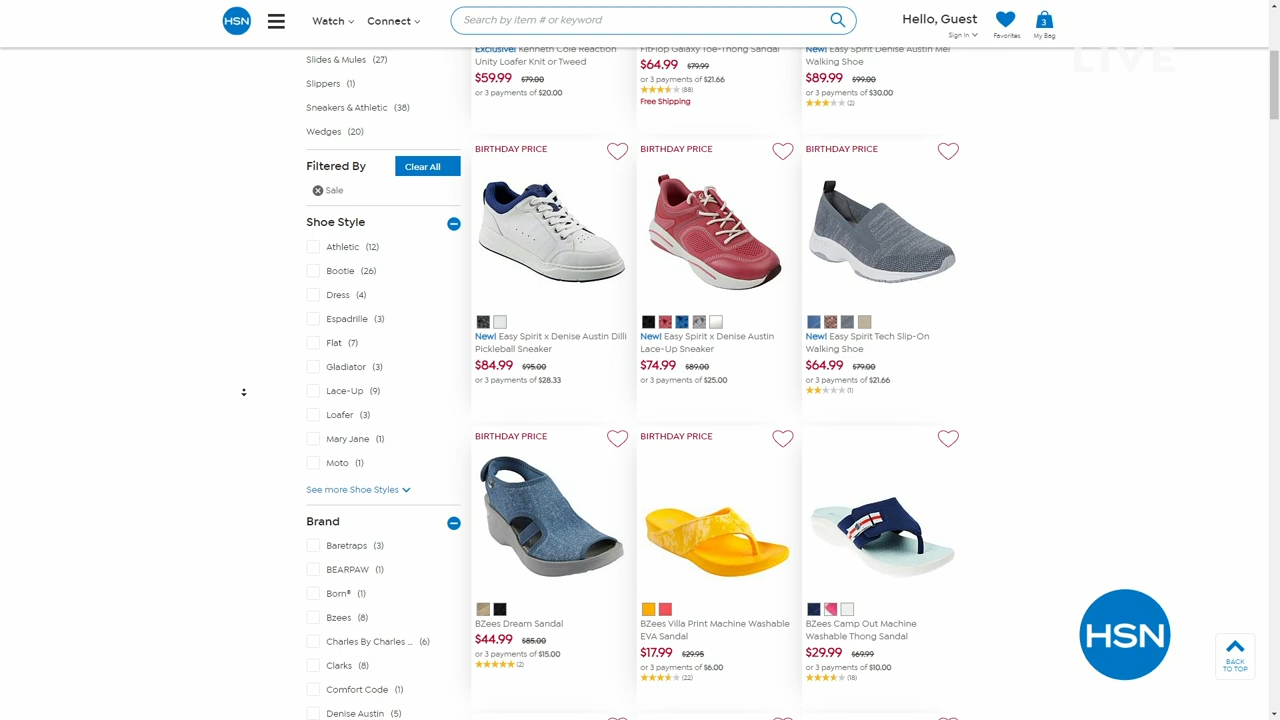 HSN
Watch
Connect
Search by item # or keyword
Hello, Guest
Sign In
Favorites
3
My Bag
LIVE
Slides & Mules (27)
Slippers (1)
Sneakers & Athletic (38)
Wedges (20)
Filtered By
Clear All
Sale
Shoe Style
Athletic (12)
Bootie (26)
Dress (4)
Espadrille (3)
Flat (7)
Gladiator (3)
Lace-Up (9)
Loafer (3)
Mary Jane (1)
Moto (1)
See more Shoe Styles
Brand
Baretraps (3)
BEARPAW (1)
Born® (1)
Bzees (8)
Charles By Charles ... (6)
Clarks (8)
Comfort Code (1)
Denise Austin (5)
Exclusive! Kenneth Cole Reaction
Unity Loafer Knit or Tweed
$59.99 $79.00
or 3 payments of $20.00
FitFlop Galaxy Toe-Thong Sandal
$64.99 $79.99
or 3 payments of $21.66
(88)
Free Shipping
New! Easy Spirit Denise Austin Mel
Walking Shoe
$89.99 $99.00
or 3 payments of $30.00
(2)
BIRTHDAY PRICE
New! Easy Spirit x Denise Austin Dilli
Pickleball Sneaker
$84.99 $95.00
or 3 payments of $28.33
BIRTHDAY PRICE
New! Easy Spirit x Denise Austin
Lace-Up Sneaker
$74.99 $89.00
or 3 payments of $25.00
BIRTHDAY PRICE
New! Easy Spirit Tech Slip-On
Walking Shoe
$64.99 $79.00
or 3 payments of $21.66
(1)
BIRTHDAY PRICE
BZees Dream Sandal
$44.99 $85.00
or 3 payments of $15.00
(2)
BIRTHDAY PRICE
BZees Villa Print Machine Washable
EVA Sandal
$17.99 $29.95
or 3 payments of $6.00
(22)
BZees Camp Out Machine
Washable Thong Sandal
$29.99 $69.99
or 3 payments of $10.00
(18)
HSN
BACK
TO TOP